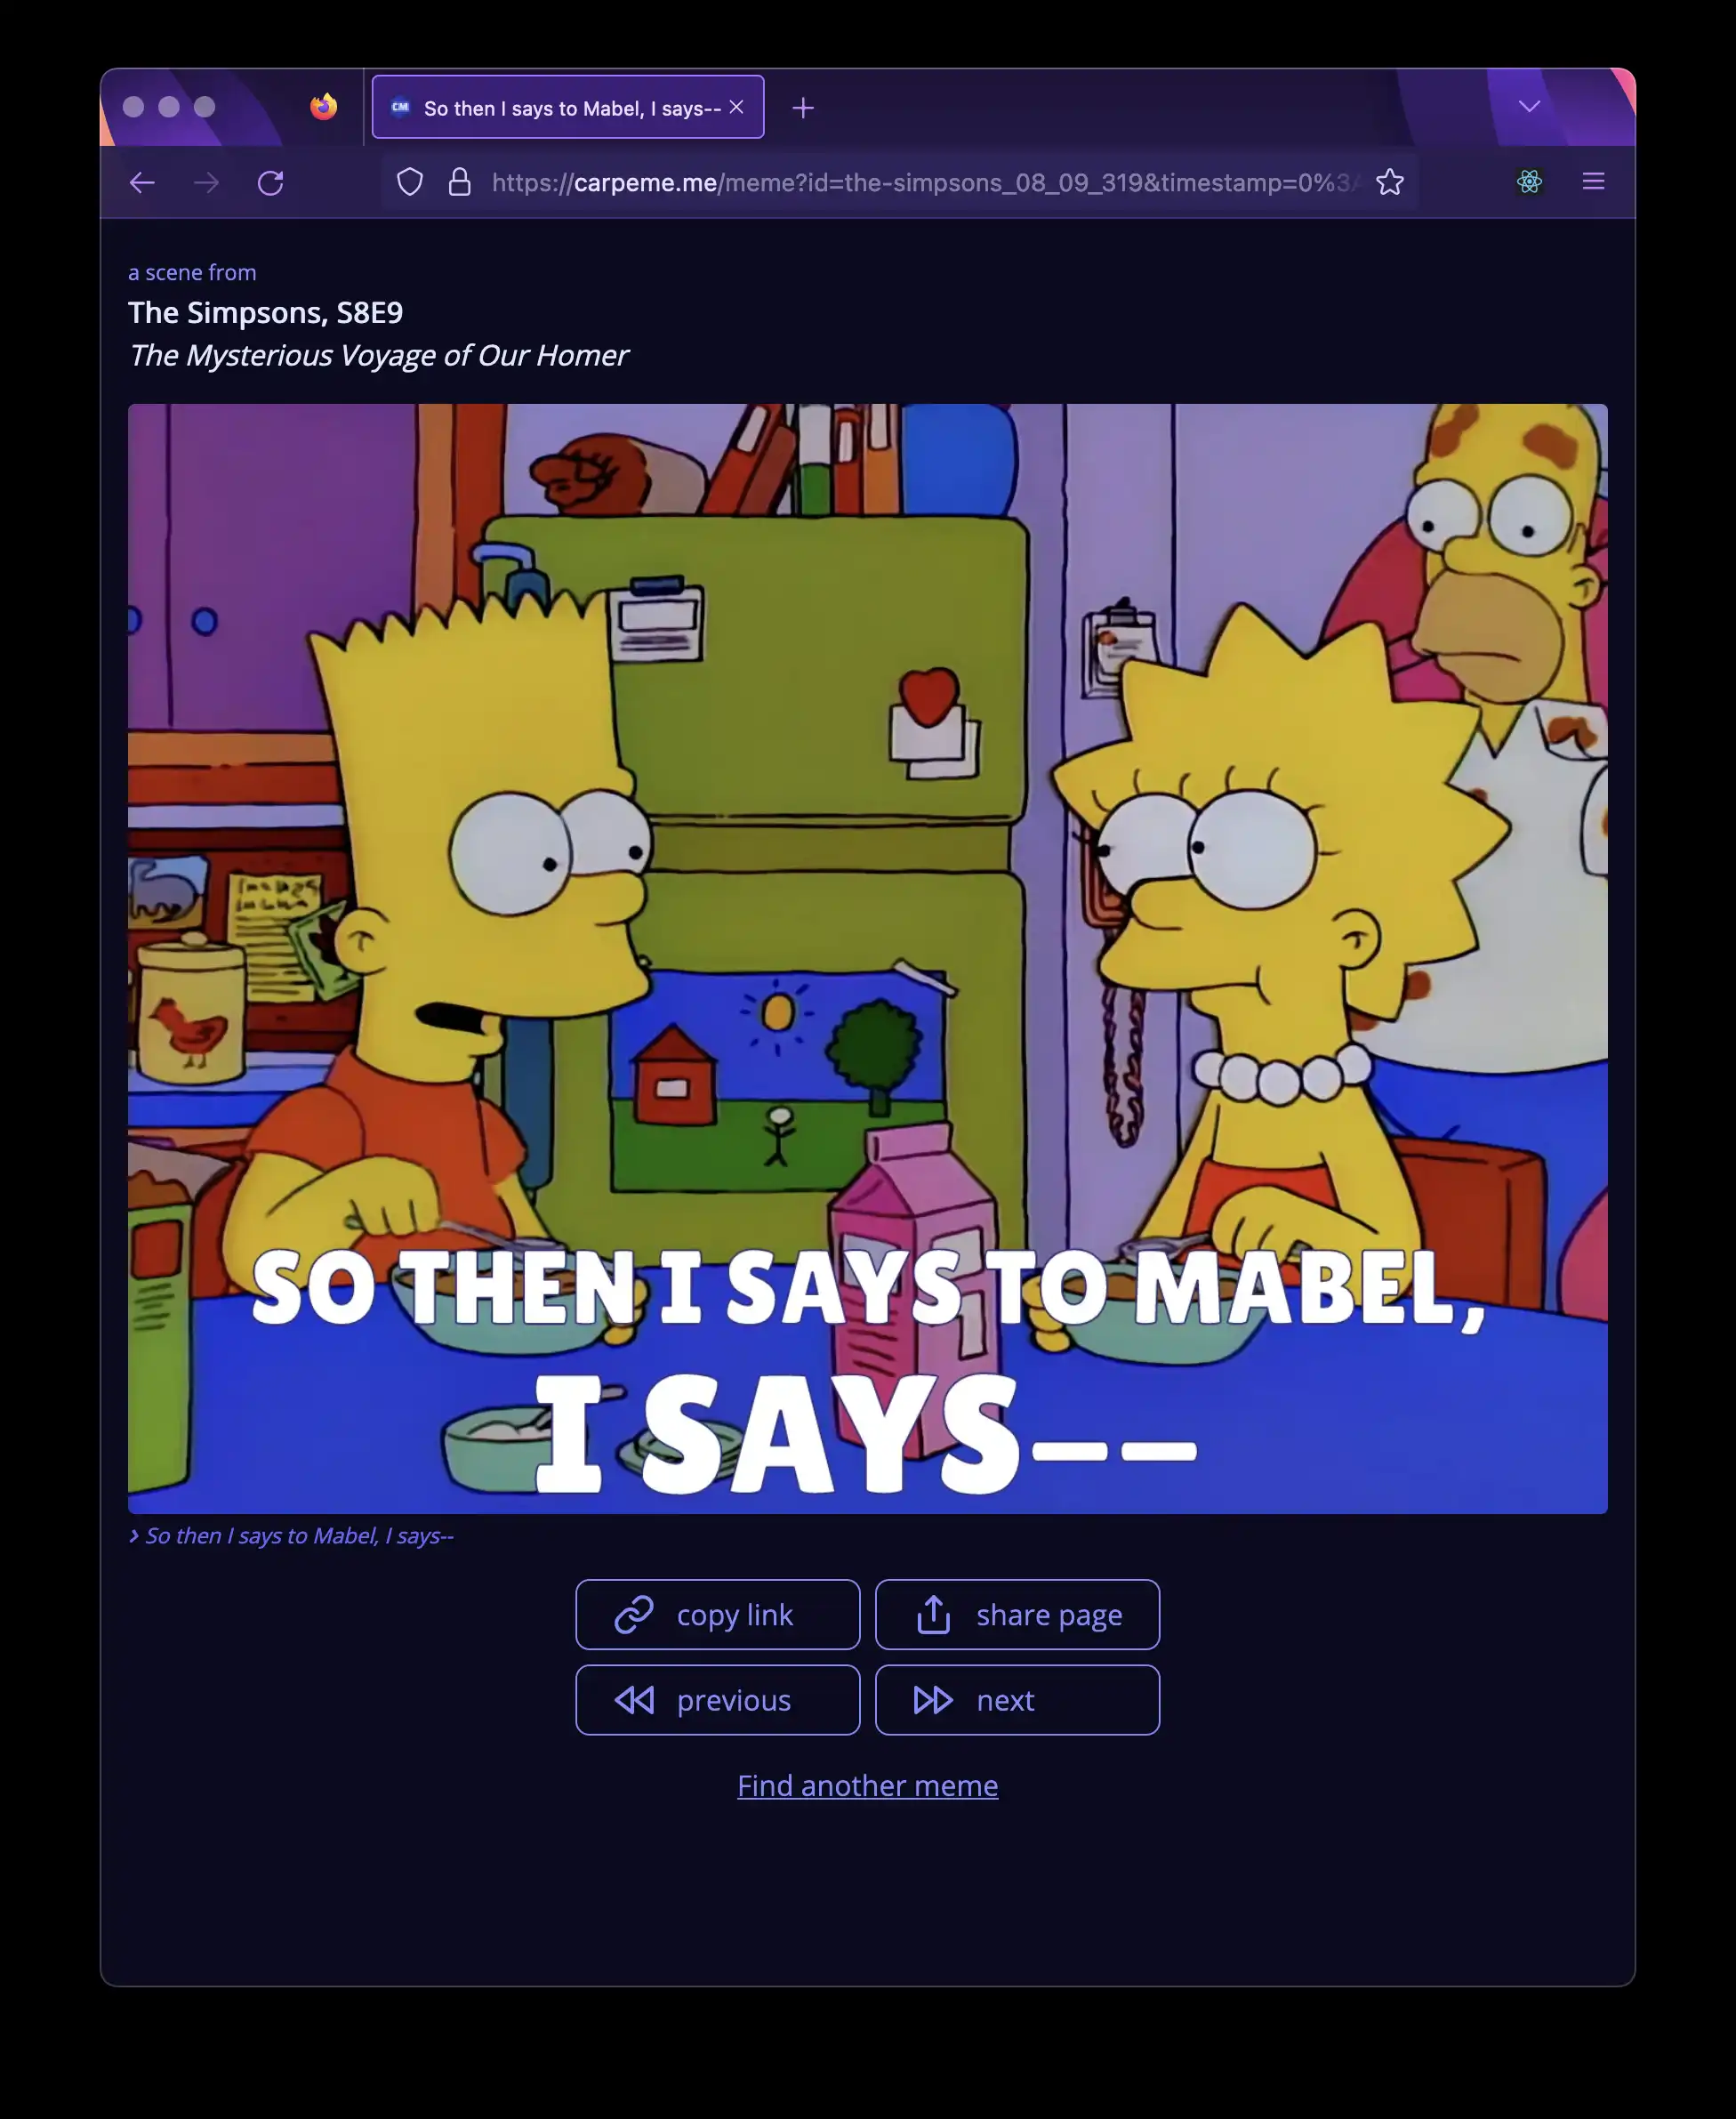 CM So then I says to Mabel, I says--
https://carpeme.me/meme?id=the-simpsons_08_09_319&timestamp=0%3
a scene from
The Simpsons, S8E9
The Mysterious Voyage of Our Homer
SO THEN I SAYS TO MABEL,
I SAYS--
› So then I says to Mabel, I says--
copy link
share page
previous
next
Find another meme